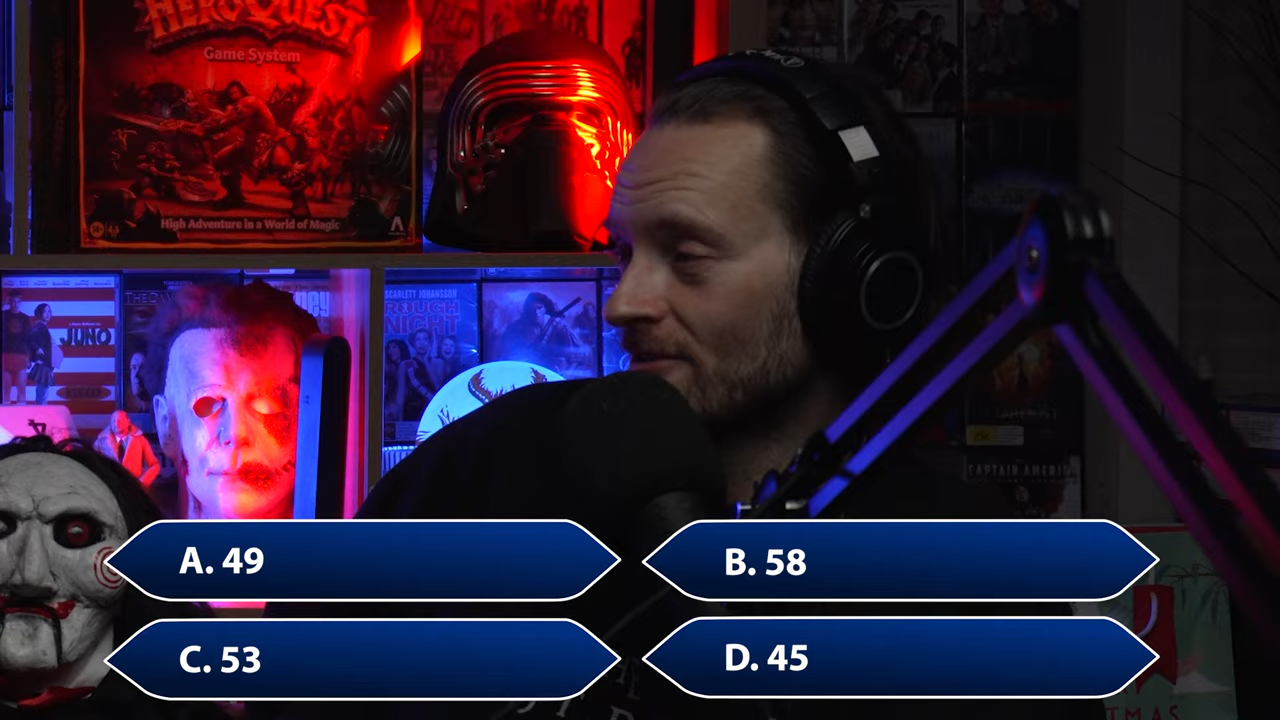 HEROQUEST
Game System
High Adventure in a World of Magic
JUNO
SCARLETT JOHANSSON
ROUGH
NIGHT
CAPTAIN AMERICA
A. 49
B. 58
C. 53
D. 45